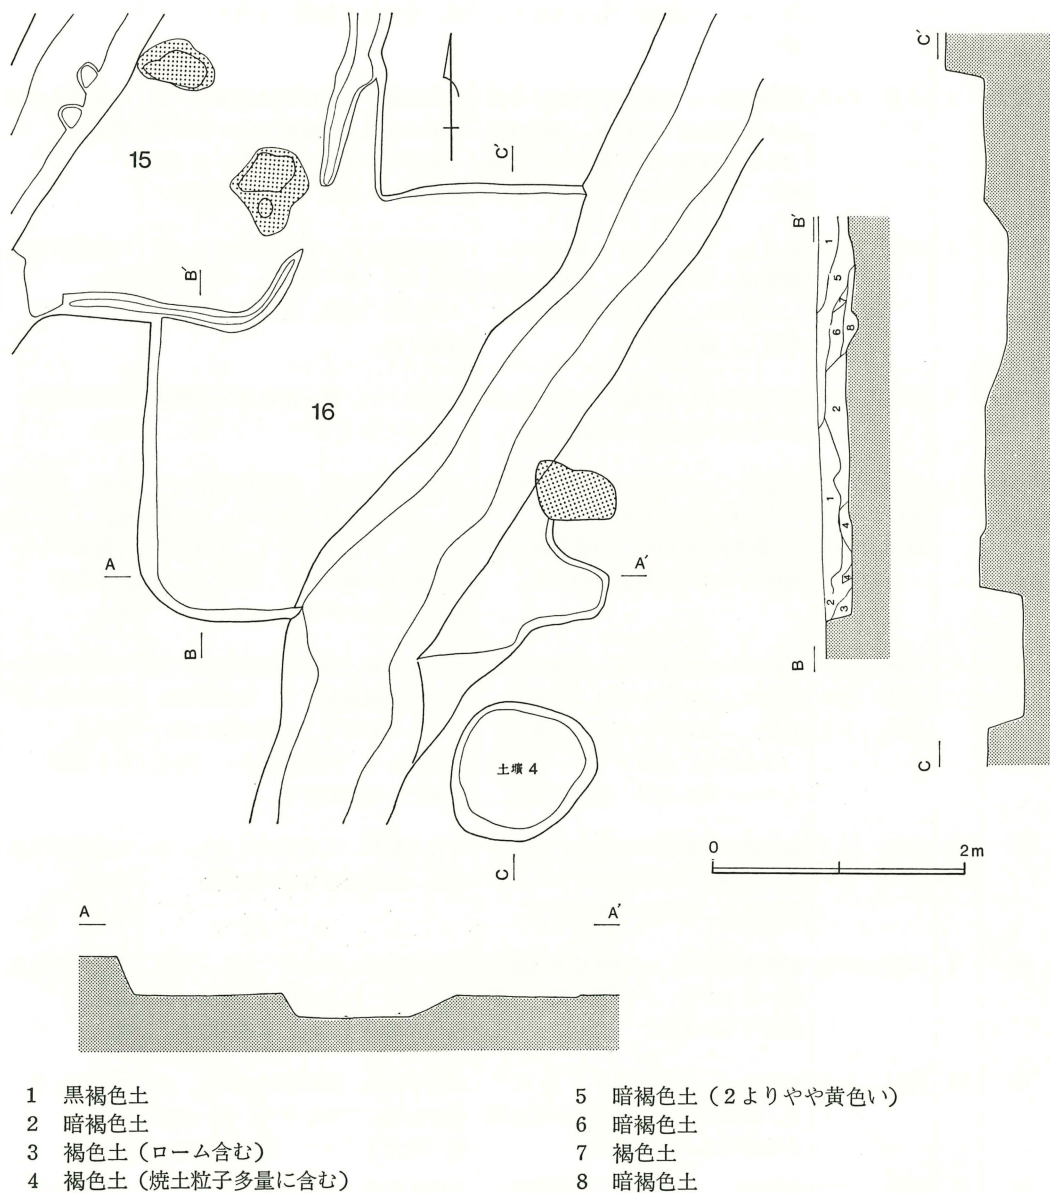 15
16
C'
B'
A
A'
B
土壙 4
C
B'
1
5
7
6
8
2
1
4
4
2
3
B
C'
C
0 2m
A A'
1 黒褐色土
2 暗褐色土
3 褐色土（ローム含む）
4 褐色土（焼土粒子多量に含む）
5 暗褐色土（2よりやや黄色い）
6 暗褐色土
7 褐色土
8 暗褐色土